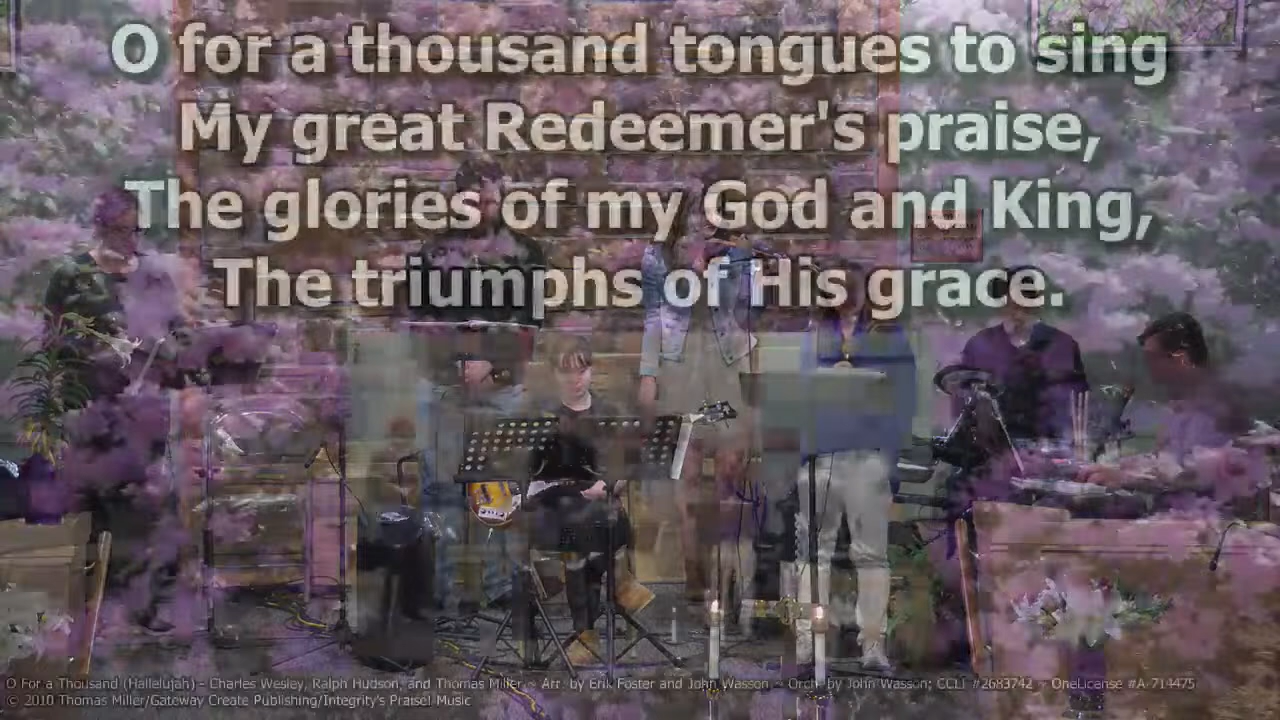 O for a thousand tongues to sing
My great Redeemer's praise,
The glories of my God and King,
The triumphs of His grace.
O For a Thousand (Hallelujah) - Charles Wesley, Ralph Hudson, and Thomas Miller ~ Arr. by Erik Foster and John Wasson ~ Orch. by John Wasson; CCLI #2683742 ~ OneLicense #A-714475
© 2010 Thomas Miller/Gateway Create Publishing/Integrity's Praise! Music